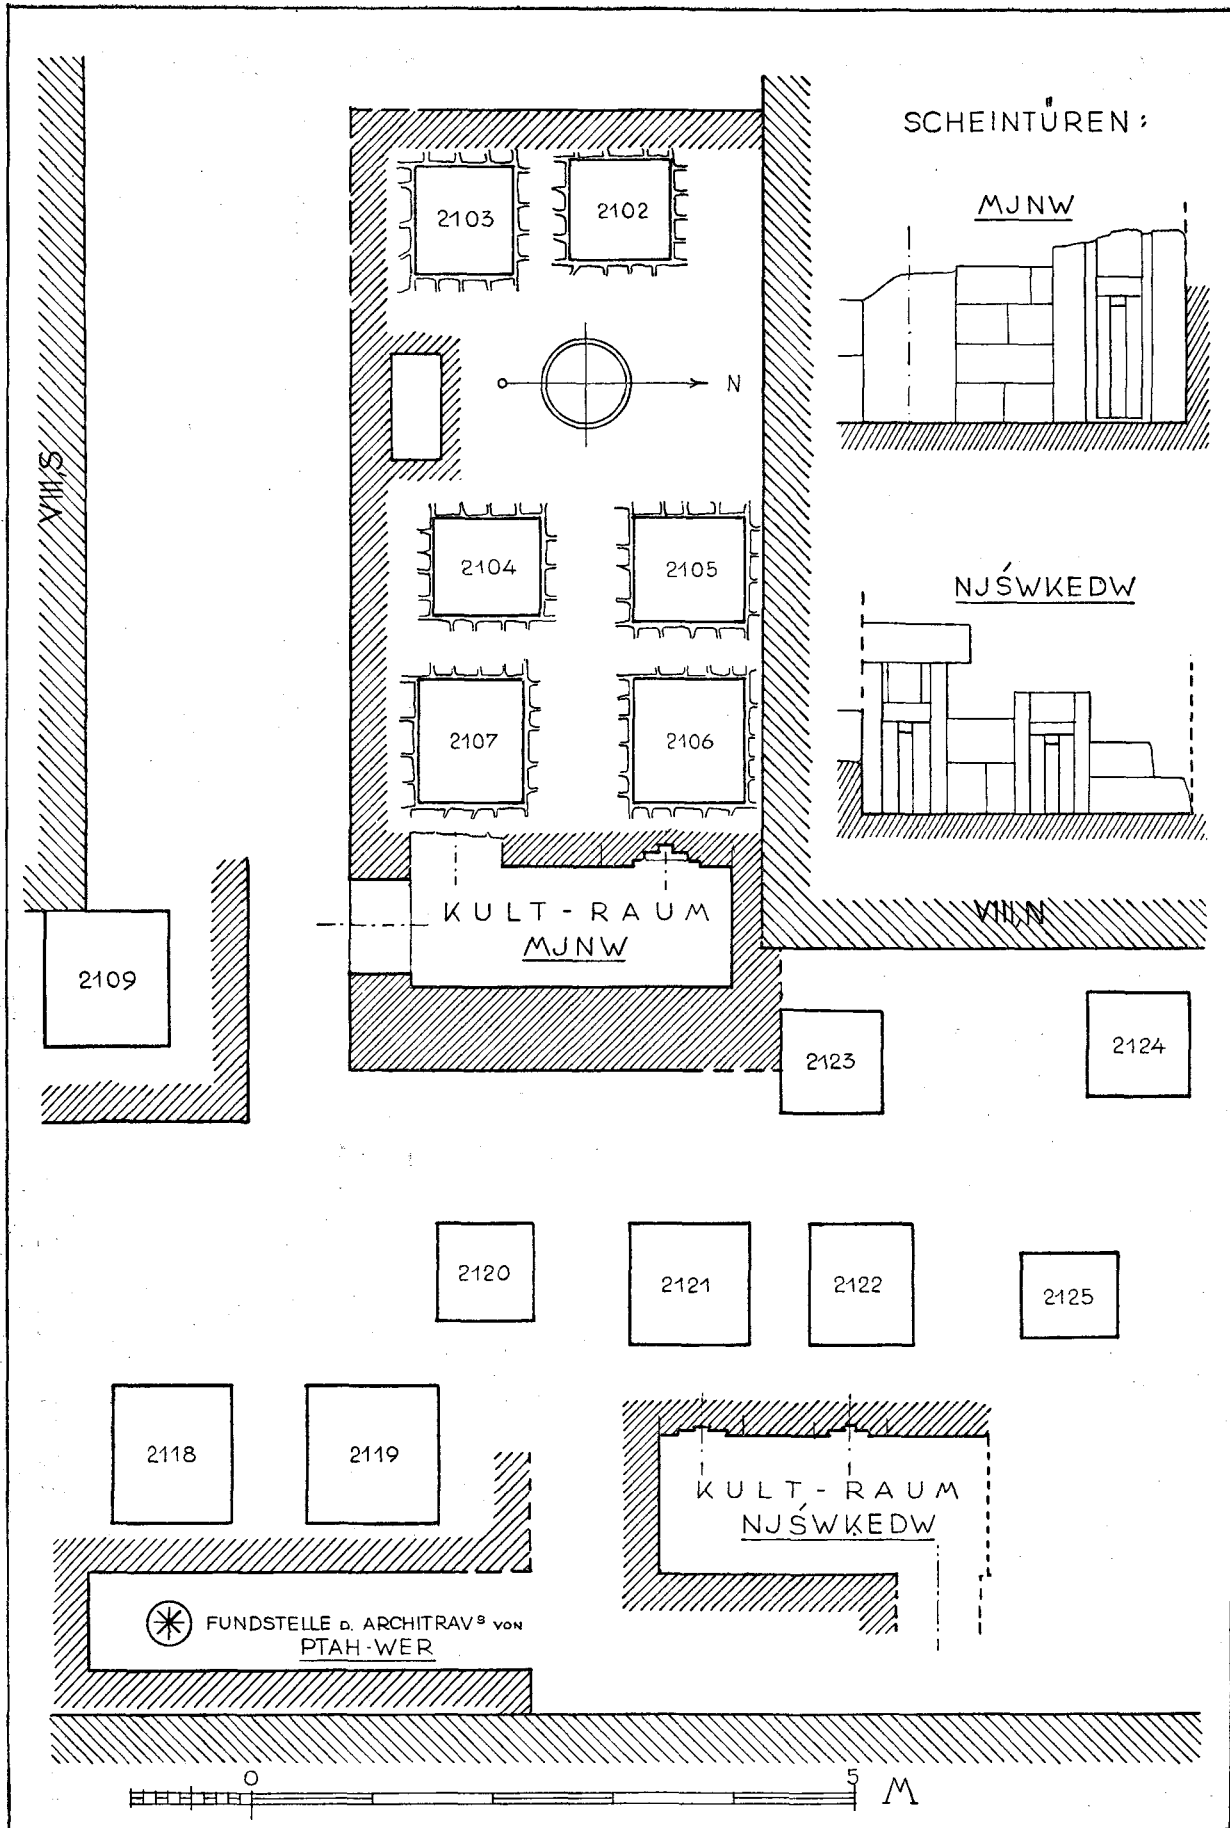 SCHEINTÜREN:
MJNW
2103
2102
N
VIII,S
2104
2105
NJŚWKEDW
2107
2106
KULT-RAUM
MJNW
VIII,N
2109
2123
2124
2120
2121
2122
2125
2118
2119
KULT-RAUM
NJŚWḲEDW
FUNDSTELLE D. ARCHITRAVS VON
PTAH-WER
0
5
M